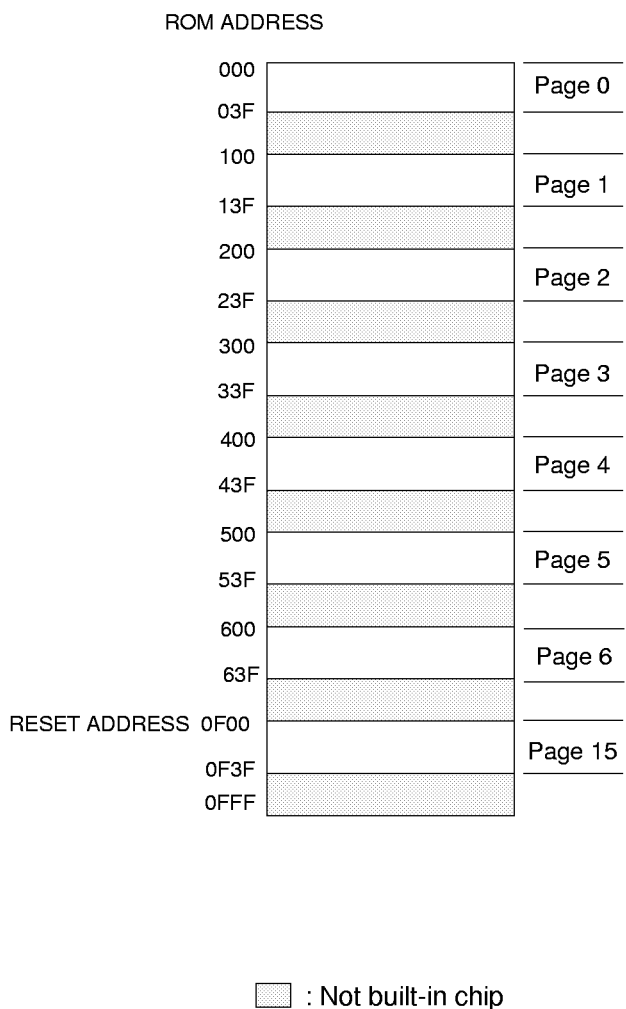 ROM ADDRESS
000
Page 0
03F
100
Page 1
13F
200
Page 2
23F
300
Page 3
33F
400
Page 4
43F
500
Page 5
53F
600
Page 6
63F
RESET ADDRESS 0F00
Page 15
0F3F
0FFF
: Not built-in chip